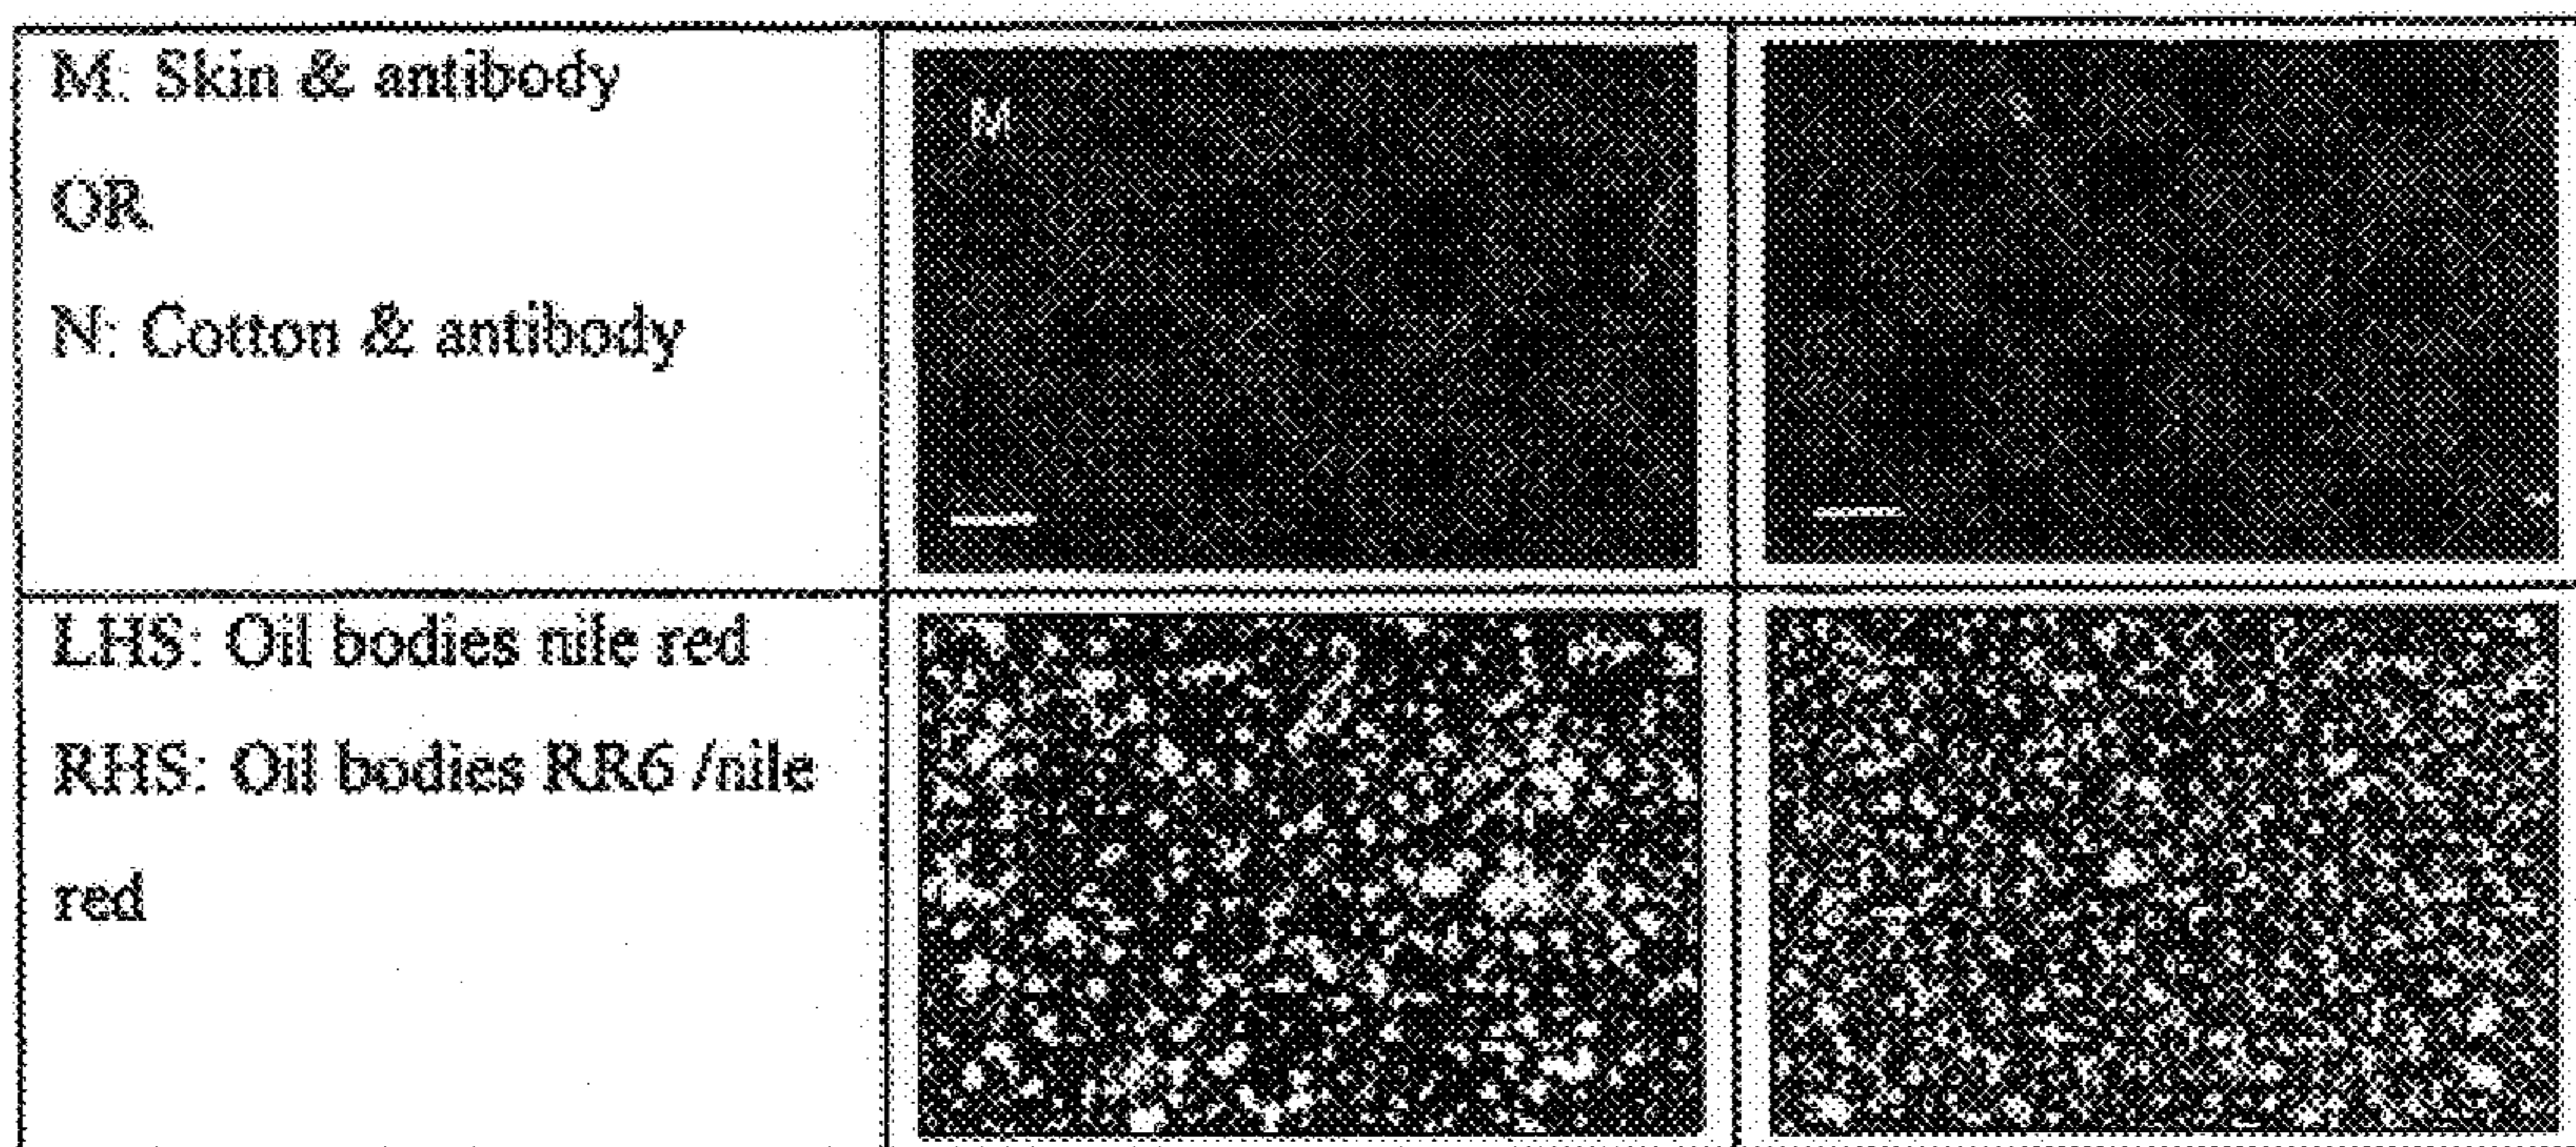 M: Skin & antibody
OR
N: Cotton & antibody
M
LHS: Oil bodies nile red
RHS: Oil bodies RR6 /nile
red